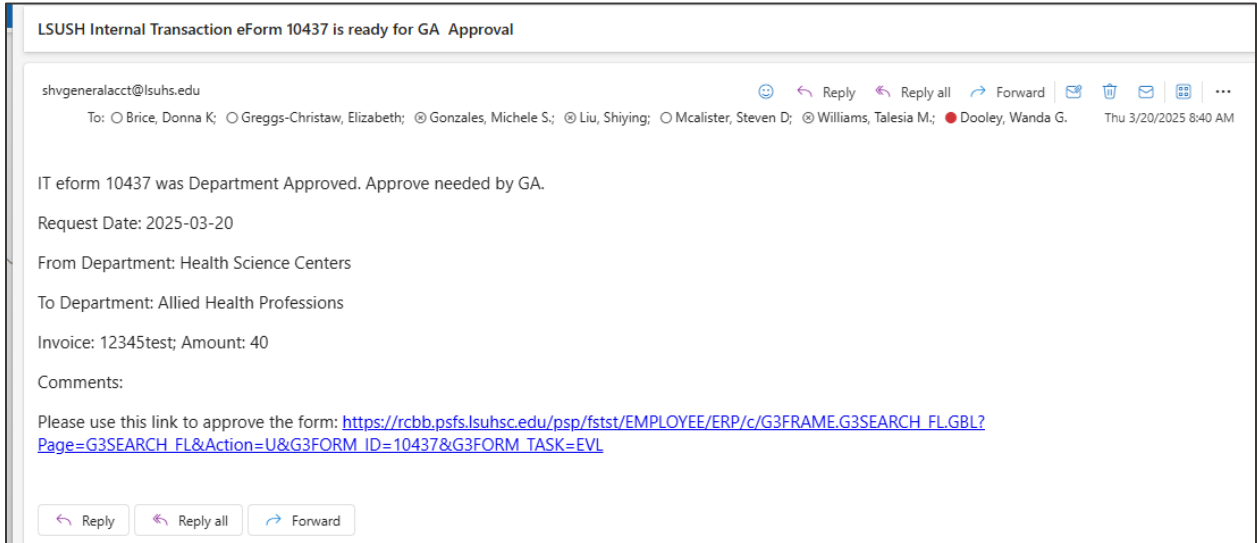 LSUSH Internal Transaction eForm 10437 is ready for GA  Approval
shvgeneralacct@lsuhs.edu
Reply Reply all Forward
To: Brice, Donna K; Greggs-Christaw, Elizabeth; Gonzales, Michele S.; Liu, Shiying; Mcalister, Steven D; Williams, Talesia M.; Dooley, Wanda G. Thu 3/20/2025 8:40 AM
IT eform 10437 was Department Approved. Approve needed by GA.
Request Date: 2025-03-20
From Department: Health Science Centers
To Department: Allied Health Professions
Invoice: 12345test; Amount: 40
Comments:
Please use this link to approve the form: https://rcbb.psfs.lsuhsc.edu/psp/fstst/EMPLOYEE/ERP/c/G3FRAME.G3SEARCH_FL.GBL?
Page=G3SEARCH_FL&Action=U&G3FORM_ID=10437&G3FORM_TASK=EVL
Reply Reply all Forward